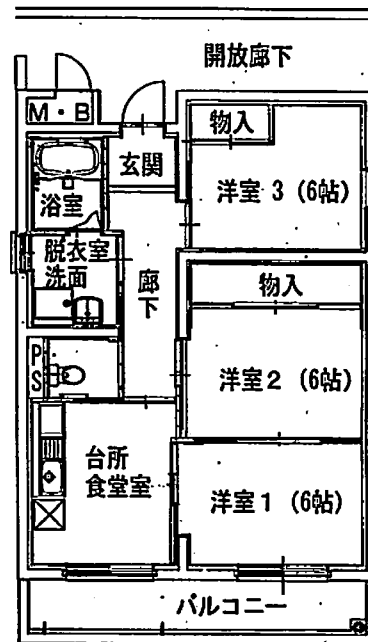 開放廊下
M・B
物入
玄関
洋室 3 (6帖)
浴室
脱衣室
洗面
廊下
物入
PS
洋室2 (6帖)
台所
食堂室
洋室1 (6帖)
バルコニー